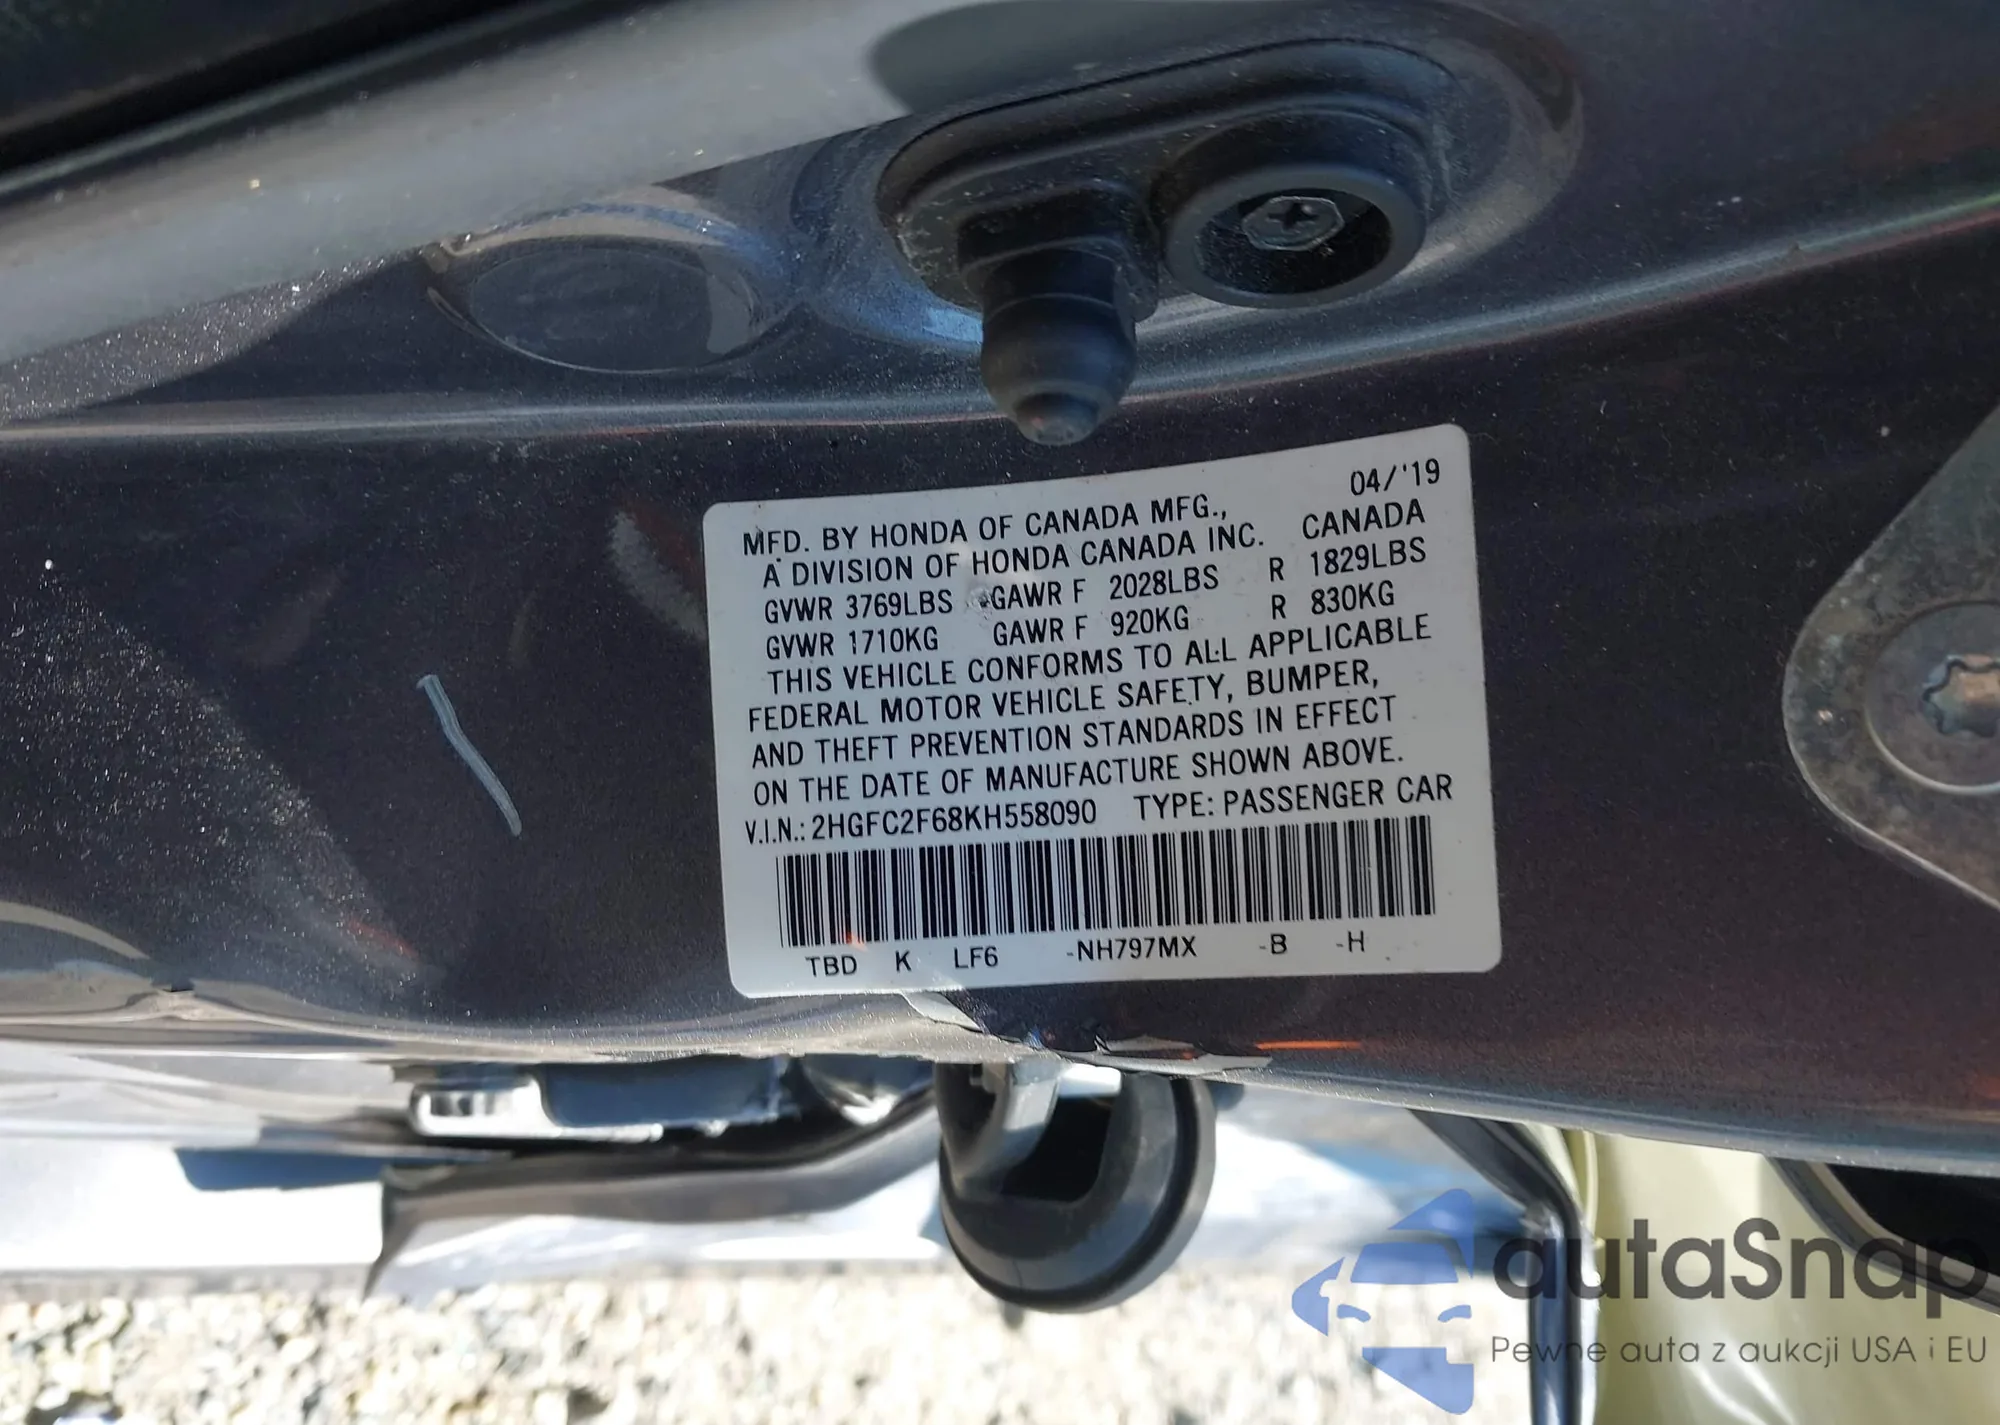 04/'19
MFD. BY HONDA OF CANADA MFG.,
A DIVISION OF HONDA CANADA INC. CANADA
GVWR 3769LBS GAWR F 2028LBS R 1829LBS
GVWR 1710KG GAWR F 920KG R 830KG
THIS VEHICLE CONFORMS TO ALL APPLICABLE
FEDERAL MOTOR VEHICLE SAFETY, BUMPER,
AND THEFT PREVENTION STANDARDS IN EFFECT
ON THE DATE OF MANUFACTURE SHOWN ABOVE.
V.I.N.: 2HGFC2F68KH558090 TYPE: PASSENGER CAR
TBD K LF6 -NH797MX -B -H
autaSnap
Pewne auta z aukcji USA i EU